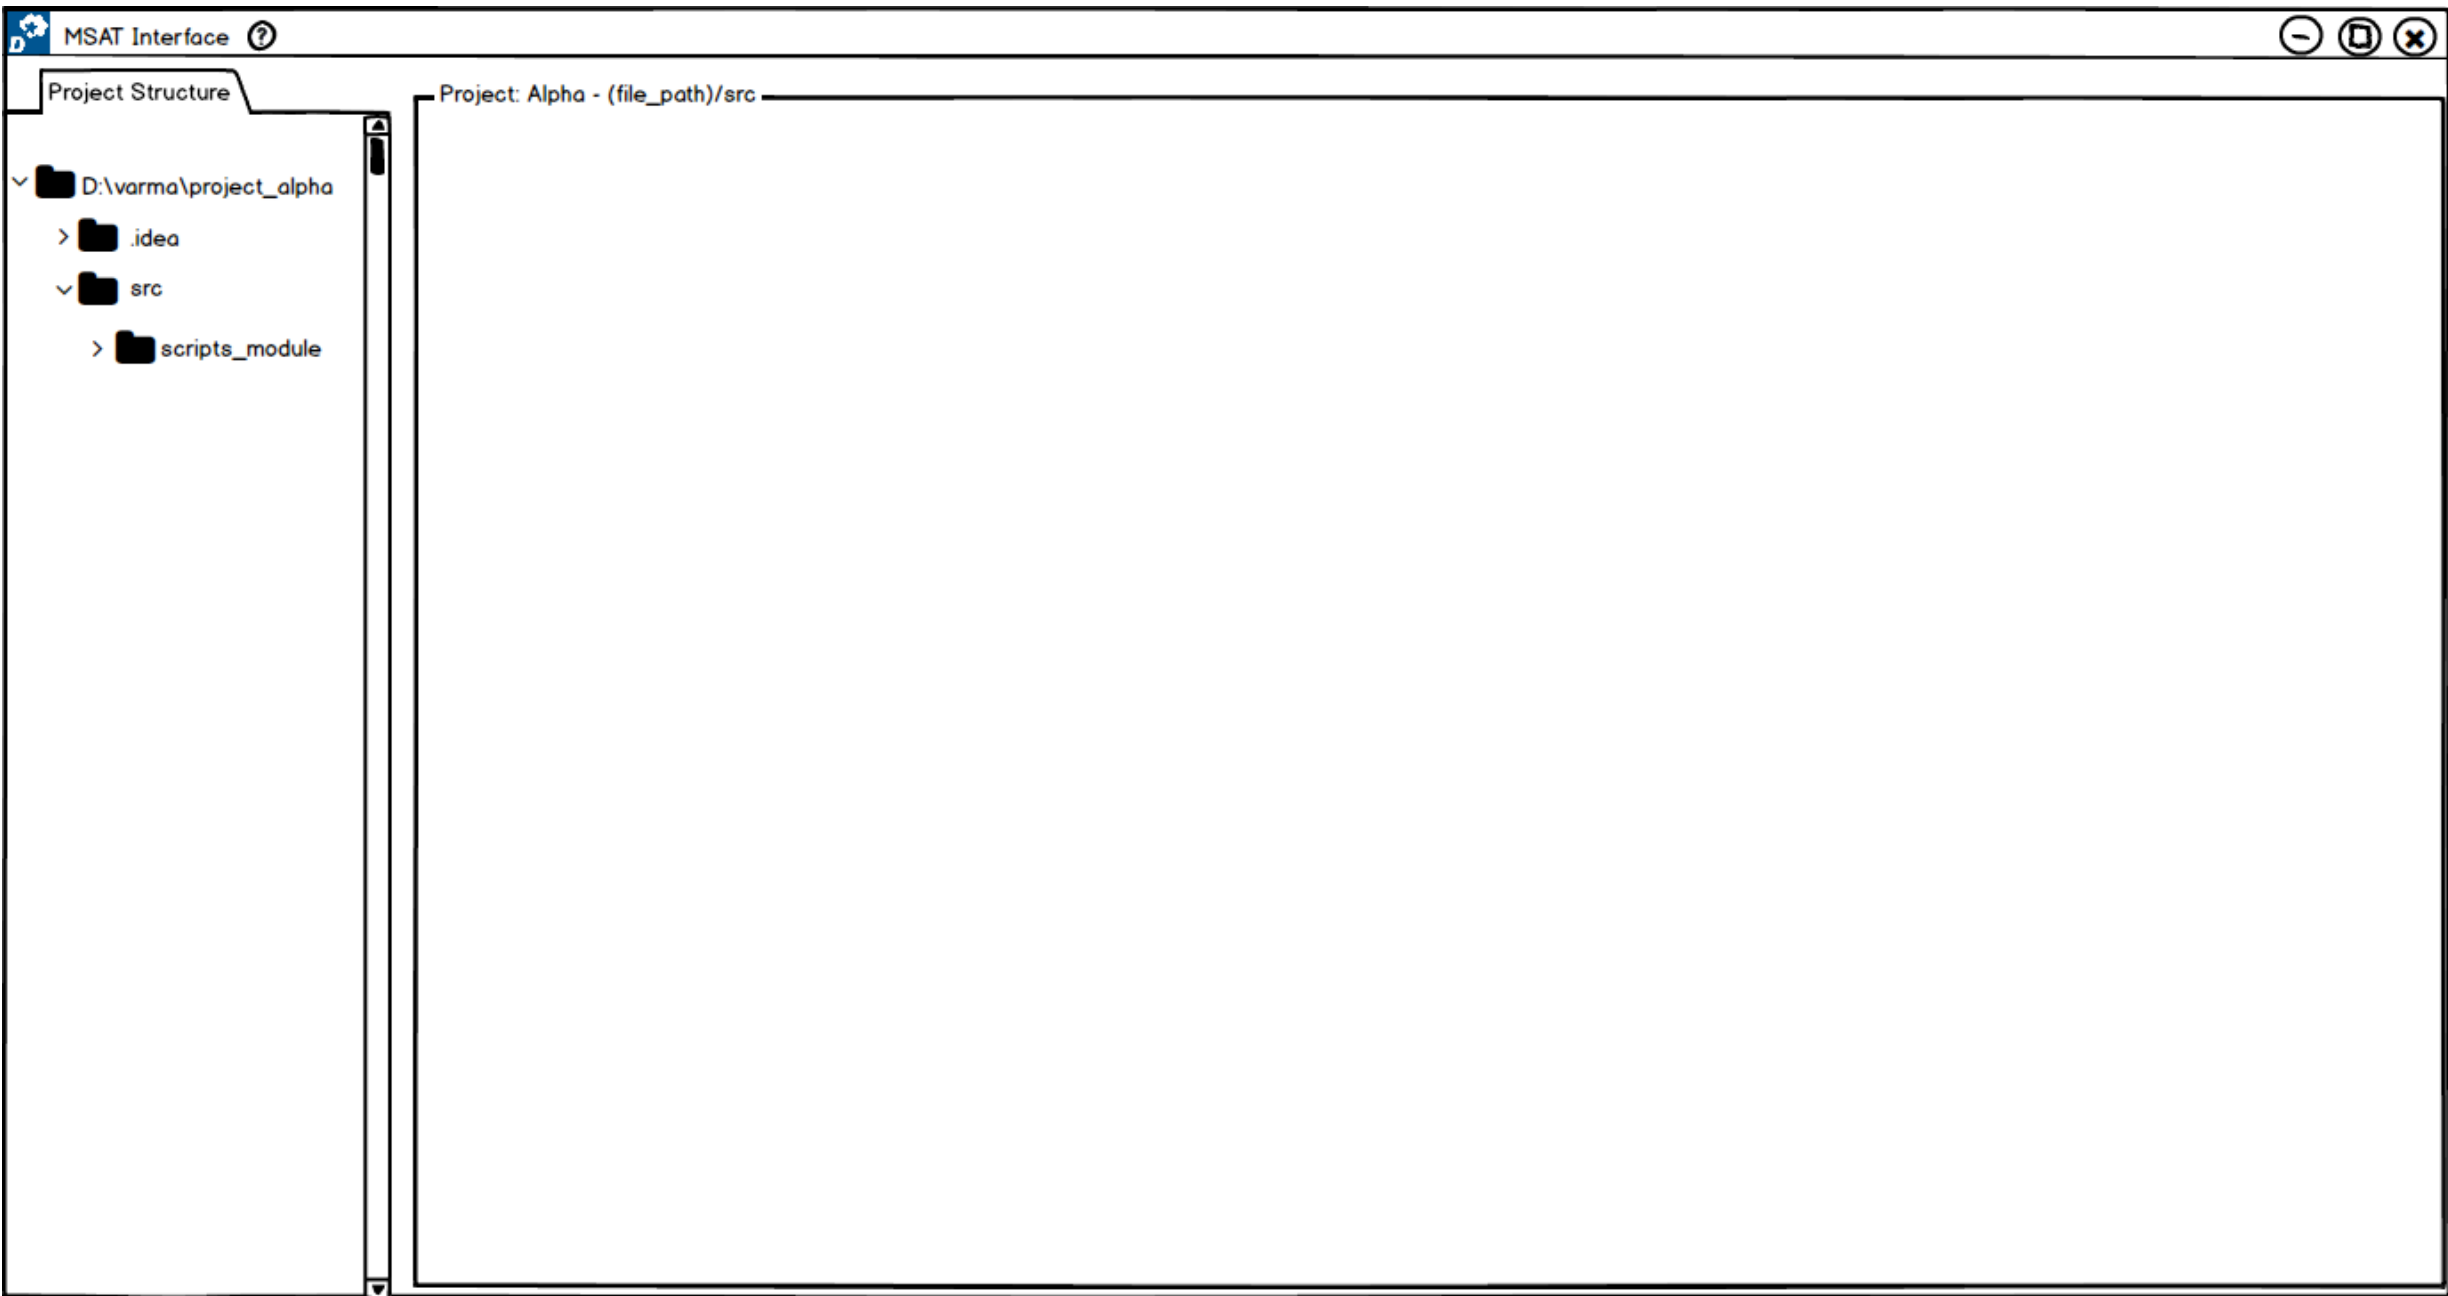 D MSAT Interface ?
Project Structure
Project: Alpha - (file_path)/src
D:\varma\project_alpha
.idea
src
scripts_module